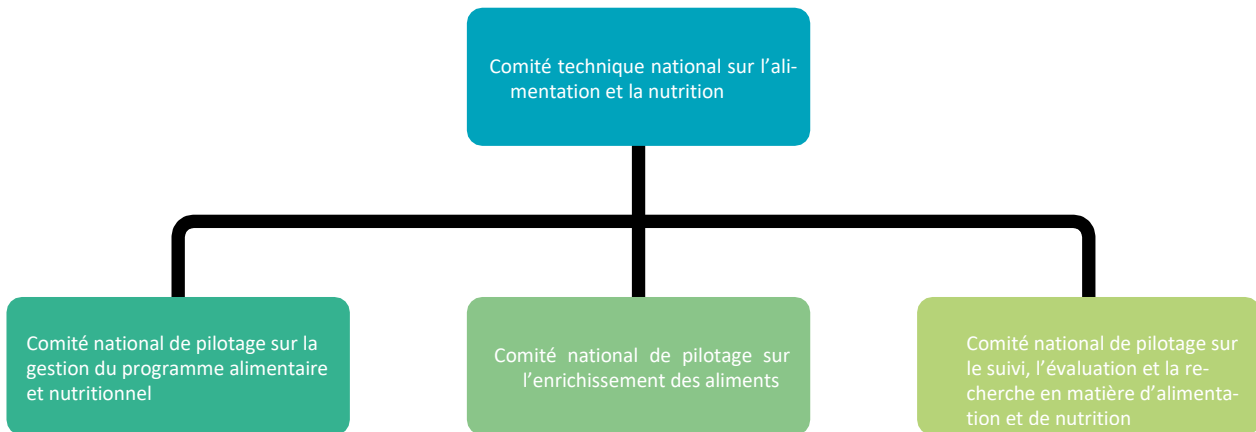 Comité technique national sur l’ali-
mentation et la nutrition
Comité national de pilotage sur la
gestion du programme alimentaire
et nutritionnel
Comité national de pilotage sur
l’enrichissement des aliments
Comité national de pilotage sur
le suivi, l’évaluation et la re-
cherche en matière d’alimenta-
tion et de nutrition